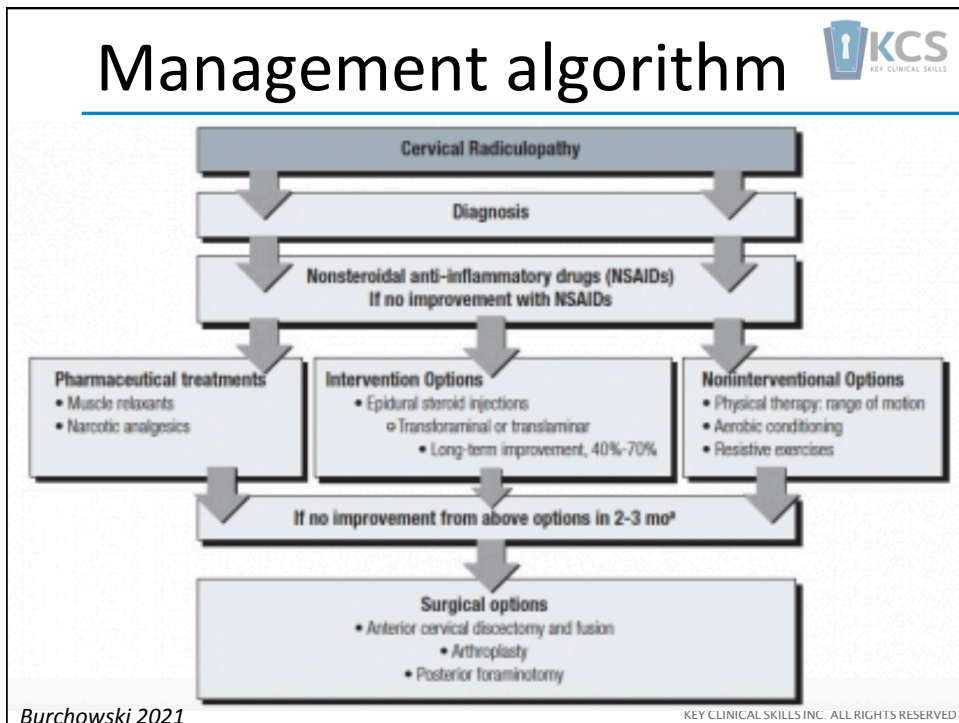 Management algorithm
KCS
KEY CLINICAL SKILLS
Cervical Radiculopathy
Diagnosis
Nonsteroidal anti-inflammatory drugs (NSAIDs)
If no improvement with NSAIDs
Pharmaceutical treatments
• Muscle relaxants
• Narcotic analgesics
Intervention Options
• Epidural steroid injections
○ Transforaminal or translaminar
• Long-term improvement, 40%-70%
Noninterventional Options
• Physical therapy: range of motion
• Aerobic conditioning
• Resistive exercises
If no improvement from above options in 2-3 moª
Surgical options
• Anterior cervical discectomy and fusion
• Arthroplasty
• Posterior foraminotomy
Burchowski 2021
KEY CLINICAL SKILLS INC. ALL RIGHTS RESERVED